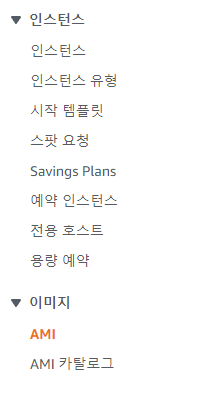 인스턴스
인스턴스
인스턴스 유형
시작 템플릿
스팟 요청
Savings Plans
예약 인스턴스
전용 호스트
용량 예약
이미지
AMI
AMI 카탈로그